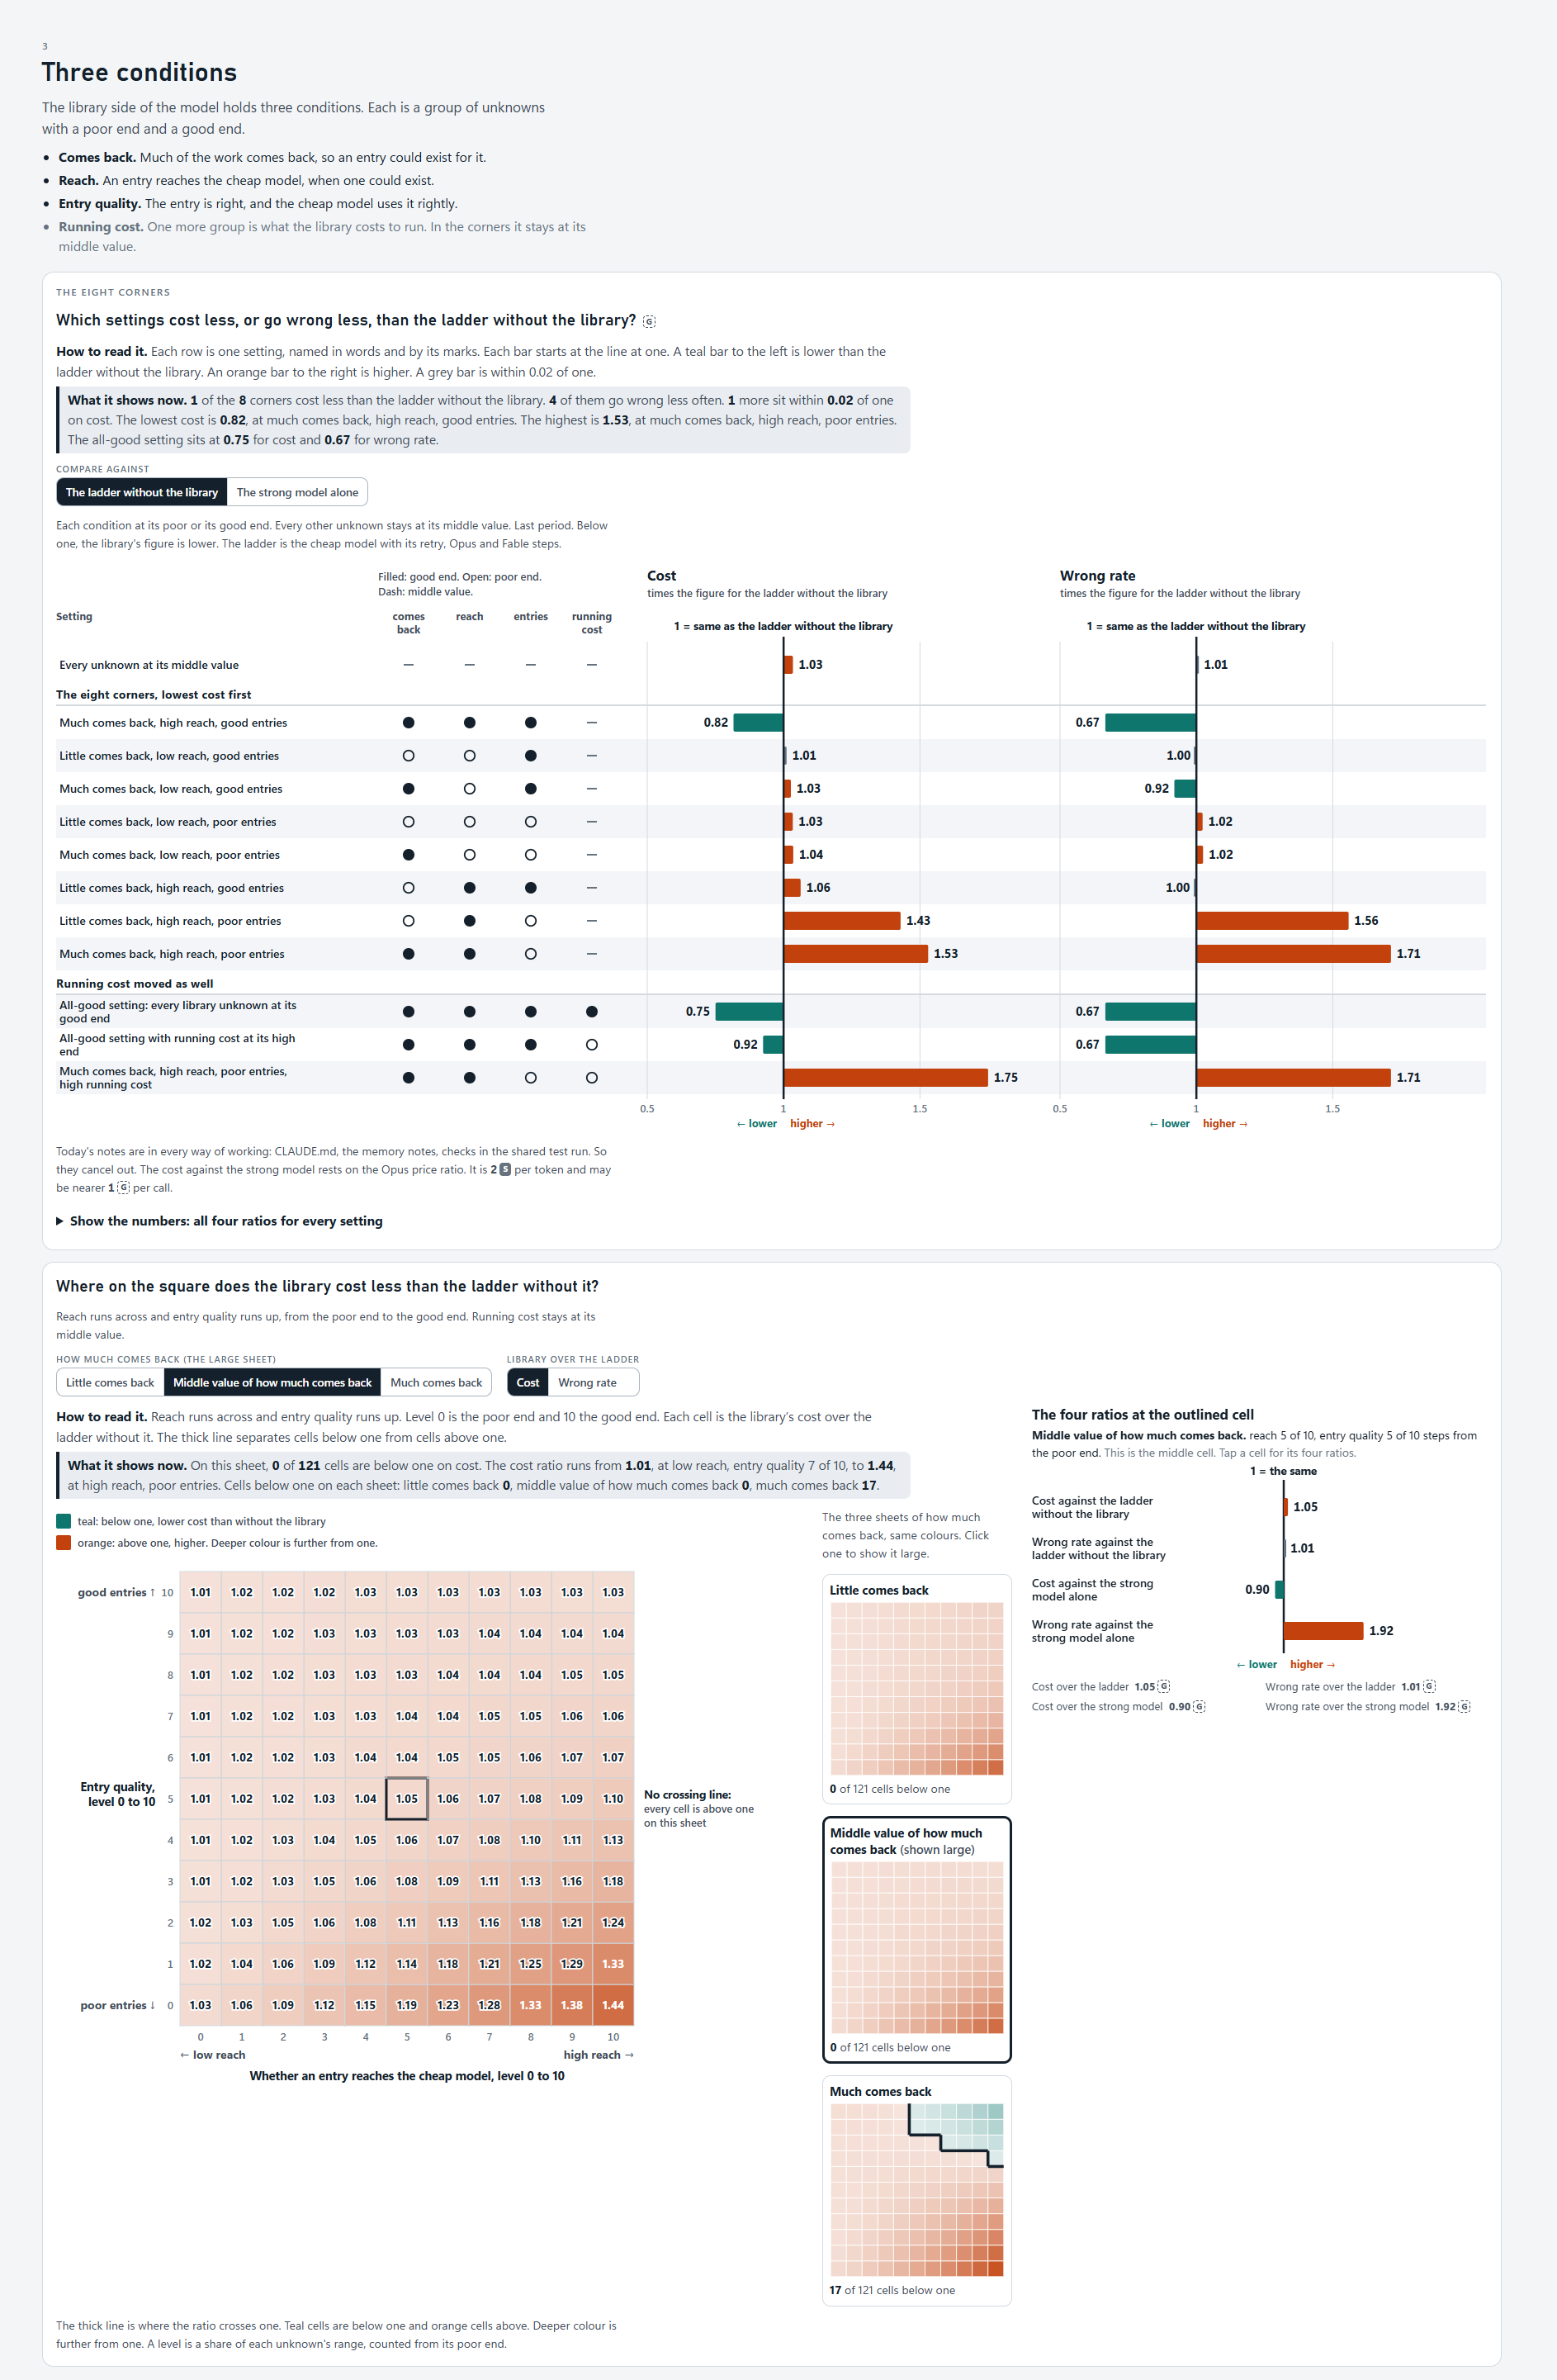 3
Three conditions
The library side of the model holds three conditions. Each is a group of unknowns
with a poor end and a good end.
• Comes back. Much of the work comes back, so an entry could exist for it.
• Reach. An entry reaches the cheap model, when one could exist.
• Entry quality. The entry is right, and the cheap model uses it rightly.
• Running cost. One more group is what the library costs to run. In the corners it stays at its
middle value.
THE EIGHT CORNERS
Which settings cost less, or go wrong less, than the ladder without the library? G
How to read it. Each row is one setting, named in words and by its marks. Each bar starts at the line at one. A teal bar to the left is lower than the
ladder without the library. An orange bar to the right is higher. A grey bar is within 0.02 of one.
What it shows now. 1 of the 8 corners cost less than the ladder without the library. 4 of them go wrong less often. 1 more sit within 0.02 of one
on cost. The lowest cost is 0.82, at much comes back, high reach, good entries. The highest is 1.53, at much comes back, high reach, poor entries.
The all-good setting sits at 0.75 for cost and 0.67 for wrong rate.
COMPARE AGAINST
The ladder without the library The strong model alone
Each condition at its poor or its good end. Every other unknown stays at its middle value. Last period. Below
one, the library's figure is lower. The ladder is the cheap model with its retry, Opus and Fable steps.
Filled: good end. Open: poor end.
Dash: middle value.
Cost
times the figure for the ladder without the library
Wrong rate
times the figure for the ladder without the library
Setting comes back reach entries running cost
1 = same as the ladder without the library 1 = same as the ladder without the library
Every unknown at its middle value — — — — 1.03 1.01
The eight corners, lowest cost first
Much comes back, high reach, good entries — 0.82 0.67
Little comes back, low reach, good entries — 1.01 1.00
Much comes back, low reach, good entries — 1.03 0.92
Little comes back, low reach, poor entries — 1.03 1.02
Much comes back, low reach, poor entries — 1.04 1.02
Little comes back, high reach, good entries — 1.06 1.00
Little comes back, high reach, poor entries — 1.43 1.56
Much comes back, high reach, poor entries — 1.53 1.71
Running cost moved as well
All-good setting: every library unknown at its
good end 0.75 0.67
All-good setting with running cost at its high
end 0.92 0.67
Much comes back, high reach, poor entries,
high running cost 1.75 1.71
0.5 1 1.5 0.5 1 1.5
← lower higher → ← lower higher →
Today's notes are in every way of working: CLAUDE.md, the memory notes, checks in the shared test run. So
they cancel out. The cost against the strong model rests on the Opus price ratio. It is 2 S per token and may
be nearer 1 G per call.
▶ Show the numbers: all four ratios for every setting
Where on the square does the library cost less than the ladder without it?
Reach runs across and entry quality runs up, from the poor end to the good end. Running cost stays at its
middle value.
HOW MUCH COMES BACK (THE LARGE SHEET) LIBRARY OVER THE LADDER
Little comes back Middle value of how much comes back Much comes back Cost Wrong rate
How to read it. Reach runs across and entry quality runs up. Level 0 is the poor end and 10 the good end. Each cell is the library's cost over the
ladder without it. The thick line separates cells below one from cells above one.
What it shows now. On this sheet, 0 of 121 cells are below one on cost. The cost ratio runs from 1.01, at low reach, entry quality 7 of 10, to 1.44,
at high reach, poor entries. Cells below one on each sheet: little comes back 0, middle value of how much comes back 0, much comes back 17.
teal: below one, lower cost than without the library
orange: above one, higher. Deeper colour is further from one.
good entries ↑ 10 1.01 1.02 1.02 1.02 1.03 1.03 1.03 1.03 1.03 1.03 1.03
9 1.01 1.02 1.02 1.03 1.03 1.03 1.03 1.04 1.04 1.04 1.04
8 1.01 1.02 1.02 1.03 1.03 1.03 1.04 1.04 1.04 1.05 1.05
7 1.01 1.02 1.02 1.03 1.03 1.04 1.04 1.05 1.05 1.06 1.06
6 1.01 1.02 1.02 1.03 1.04 1.04 1.05 1.05 1.06 1.07 1.07
Entry quality,
level 0 to 10
5 1.01 1.02 1.02 1.03 1.04 1.05 1.06 1.07 1.08 1.09 1.10
4 1.01 1.02 1.03 1.04 1.05 1.06 1.07 1.08 1.10 1.11 1.13
3 1.01 1.02 1.03 1.05 1.06 1.08 1.09 1.11 1.13 1.16 1.18
2 1.02 1.03 1.05 1.06 1.08 1.11 1.13 1.16 1.18 1.21 1.24
1 1.02 1.04 1.06 1.09 1.12 1.14 1.18 1.21 1.25 1.29 1.33
poor entries ↓ 0 1.03 1.06 1.09 1.12 1.15 1.19 1.23 1.28 1.33 1.38 1.44
0 1 2 3 4 5 6 7 8 9 10
← low reach high reach →
Whether an entry reaches the cheap model, level 0 to 10
No crossing line:
every cell is above one
on this sheet
The three sheets of how much
comes back, same colours. Click
one to show it large.
Little comes back
0 of 121 cells below one
Middle value of how much
comes back (shown large)
0 of 121 cells below one
Much comes back
17 of 121 cells below one
The four ratios at the outlined cell
Middle value of how much comes back. reach 5 of 10, entry quality 5 of 10 steps from
the poor end. This is the middle cell. Tap a cell for its four ratios.
1 = the same
Cost against the ladder
without the library 1.05
Wrong rate against the
ladder without the library 1.01
Cost against the strong
model alone 0.90
Wrong rate against the
strong model alone 1.92
← lower higher →
Cost over the ladder 1.05 G Wrong rate over the ladder 1.01 G
Cost over the strong model 0.90 G Wrong rate over the strong model 1.92 G
The thick line is where the ratio crosses one. Teal cells are below one and orange cells above. Deeper colour is
further from one. A level is a share of each unknown's range, counted from its poor end.